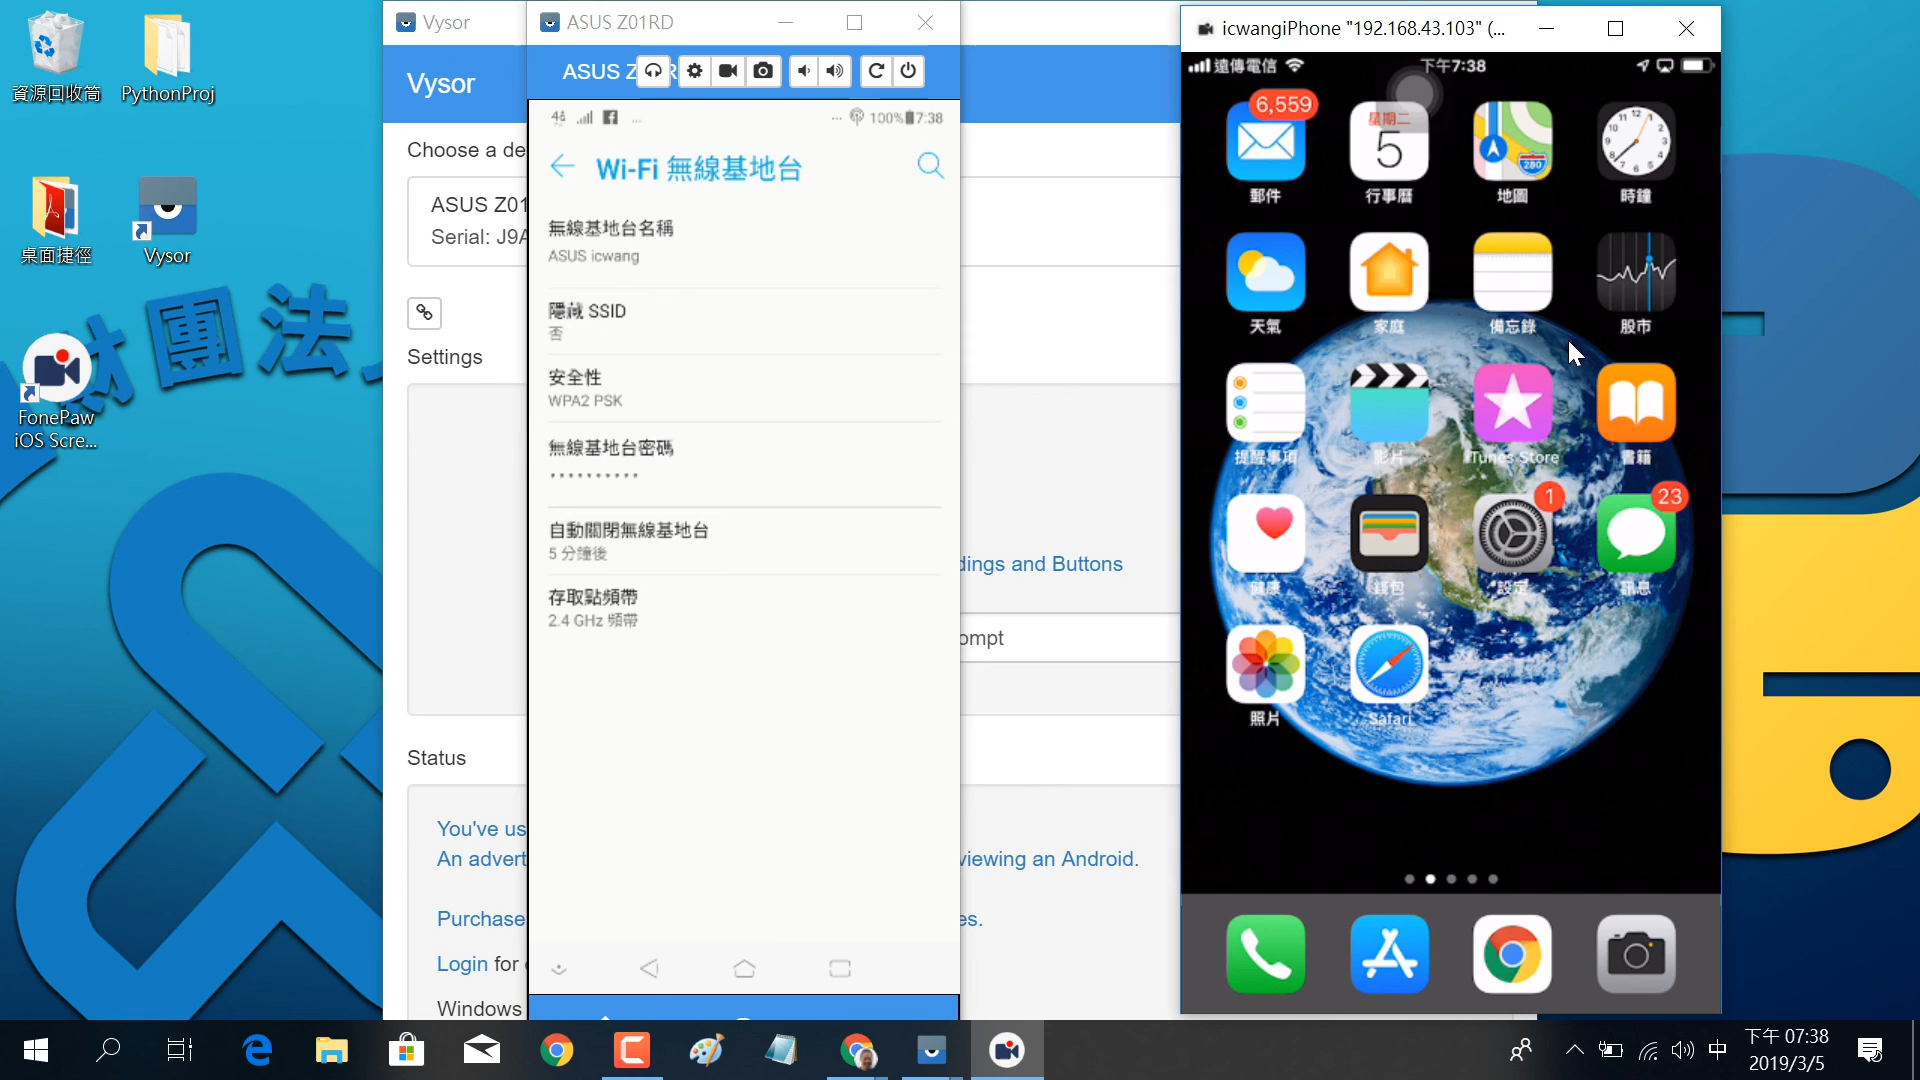 資源回收筒
PythonProj
桌面捷徑
Vysor
財團法人
FonePaw
iOS Scre...
Vysor
Vysor
Choose a de
ASUS Z01
Serial: J9A
Settings
dings and Buttons
ompt
Status
You've us
An advert
viewing an Android.
Purchase
es.
Login for
Windows
ASUS Z01RD
ASUS Z
R
100%
7:38
Wi-Fi 無線基地台
無線基地台名稱
ASUS icwang
隱藏 SSID
否
安全性
WPA2 PSK
無線基地台密碼
··········
自動關閉無線基地台
5 分鐘後
存取點頻帶
2.4 GHz 頻帶
icwangiPhone "192.168.43.103" (...
遠傳電信
下午7:38
6,559
郵件
星期二
5
行事曆
280
地圖
時鐘
天氣
家庭
備忘錄
股市
提醒事項
影片
iTunes Store
書籍
1
23
健康
錢包
設定
訊息
照片
Safari
中
下午 07:38
2019/3/5